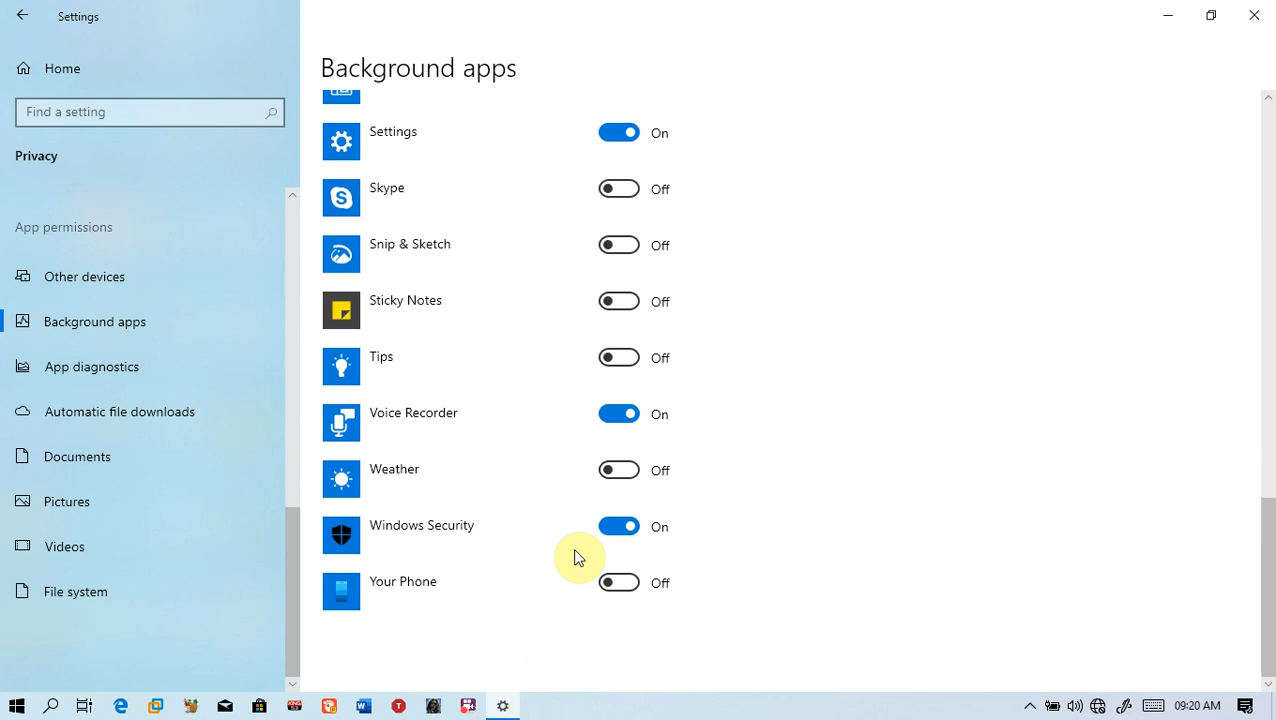 Settings
Home
Find a setting
Privacy
App permissions
Other devices
Background apps
App diagnostics
Automatic file downloads
Documents
Pictures
Videos
File system
Background apps
Settings On
Skype Off
Snip & Sketch Off
Sticky Notes Off
Tips Off
Voice Recorder On
Weather Off
Windows Security On
Your Phone Off
09:20 AM